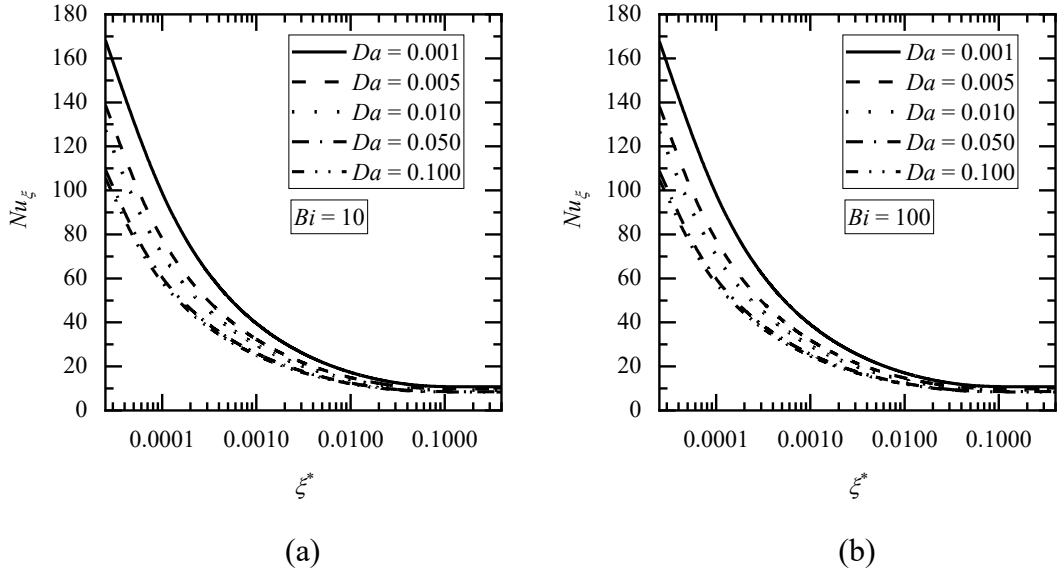 180
160
140
120
100
80
60
40
20
0
Nu_ξ
Da = 0.001
Da = 0.005
Da = 0.010
Da = 0.050
Da = 0.100
Bi = 10
0.0001 0.0010 0.0100 0.1000
ξ*
(a)
180
160
140
120
100
80
60
40
20
0
Nu_ξ
Da = 0.001
Da = 0.005
Da = 0.010
Da = 0.050
Da = 0.100
Bi = 100
0.0001 0.0010 0.0100 0.1000
ξ*
(b)